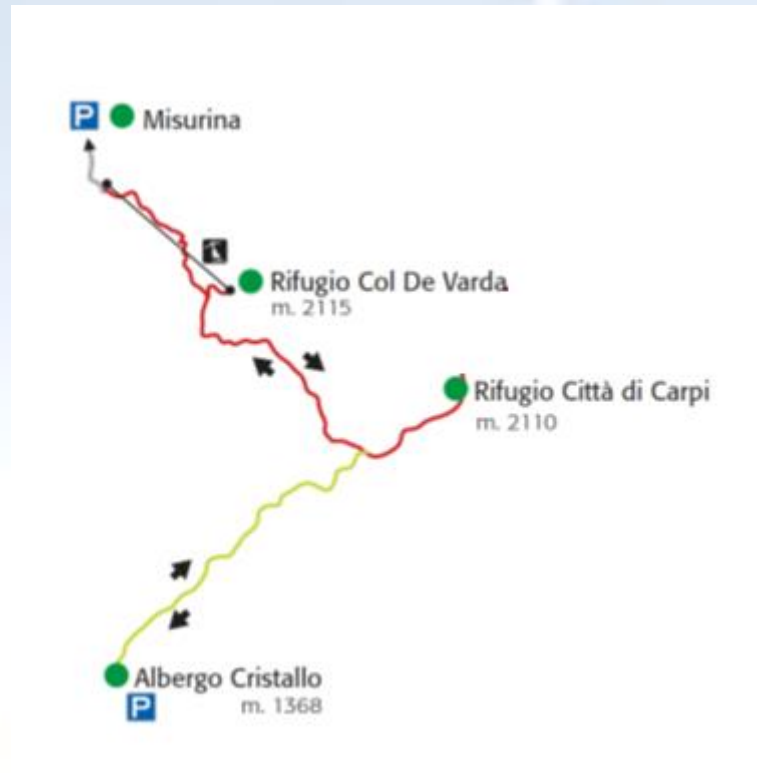 P Misurina
Rifugio Col De Varda
m. 2115
Rifugio Città di Carpi
m. 2110
Albergo Cristallo
P m. 1368